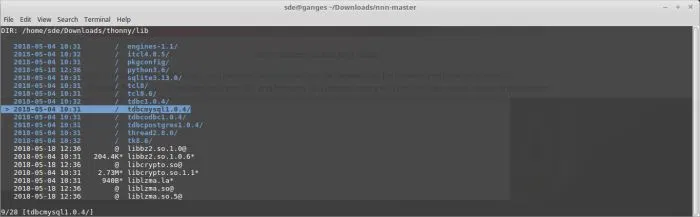 sde@ganges ~/Downloads/nnn-master
File Edit View Search Terminal Help
DIR: /home/sde/Downloads/thonny/lib
2018-05-04 10:31 / engines-1.1/
2018-05-04 10:32 / itcl4.0.5/
2018-05-04 10:31 / pkgconfig/
2018-05-18 12:36 / python3.6/
2018-05-04 10:31 / sqlite3.13.0/
2018-05-04 10:31 / tcl8/
2018-05-04 10:31 / tcl8.6/
2018-05-04 10:32 / tdbc1.0.4/
> 2018-05-04 10:31 / tdbcmysql1.0.4/
2018-05-04 10:31 / tdbcodbc1.0.4/
2018-05-04 10:31 / tdbcpostgres1.0.4/
2018-05-04 10:31 / thread2.8.0/
2018-05-04 10:32 / tk8.6/
2018-05-18 12:36 @ libbz2.so.1.0@
2018-05-04 10:31 204.4K* libbz2.so.1.0.6*
2018-05-18 12:36 @ libcrypto.so@
2018-05-04 10:31 2.73M* libcrypto.so.1.1*
2018-05-04 10:31 940B* liblzma.la*
2018-05-18 12:36 @ liblzma.so@
2018-05-18 12:36 @ liblzma.so.5@
9/28 [tdbcmysql1.0.4/]